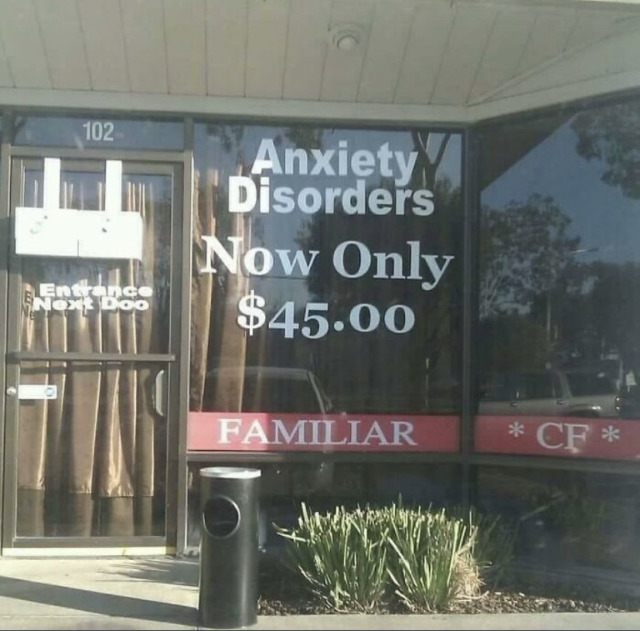 102
Anxiety
Disorders
Now Only
$45.00
Entrance
Next Doo
FAMILIAR
* CF *